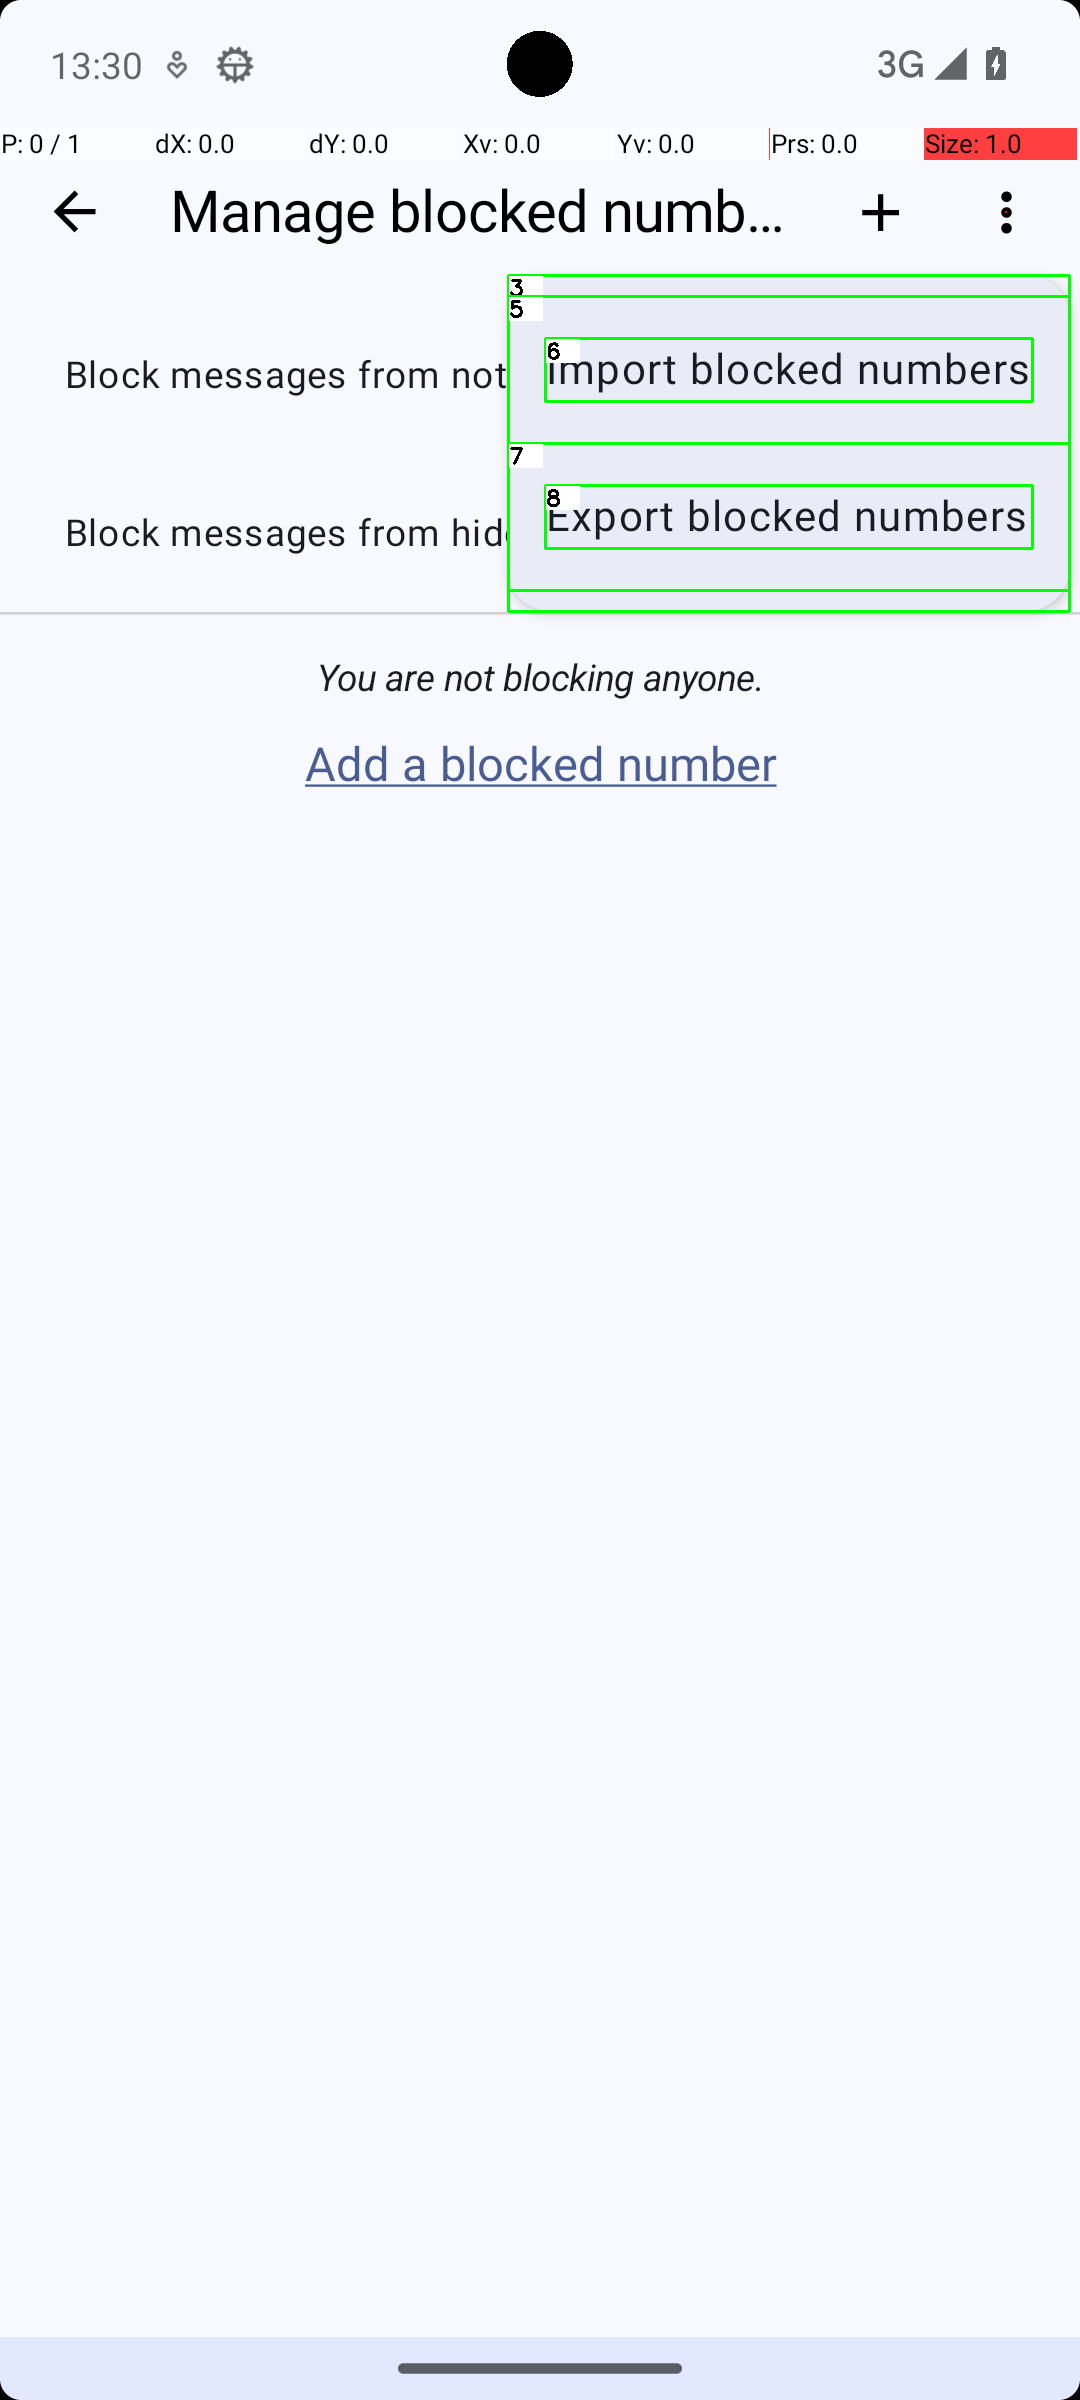 13:30
3G
P: 0 / 1 dX: 0.0 dY: 0.0 Xv: 0.0 Yv: 0.0 Prs: 0.0 Size: 1.0
Manage blocked numb…
3
5
6
Block messages from not
Import blocked numbers
7
8
Block messages from hid
Export blocked numbers
You are not blocking anyone.
Add a blocked number